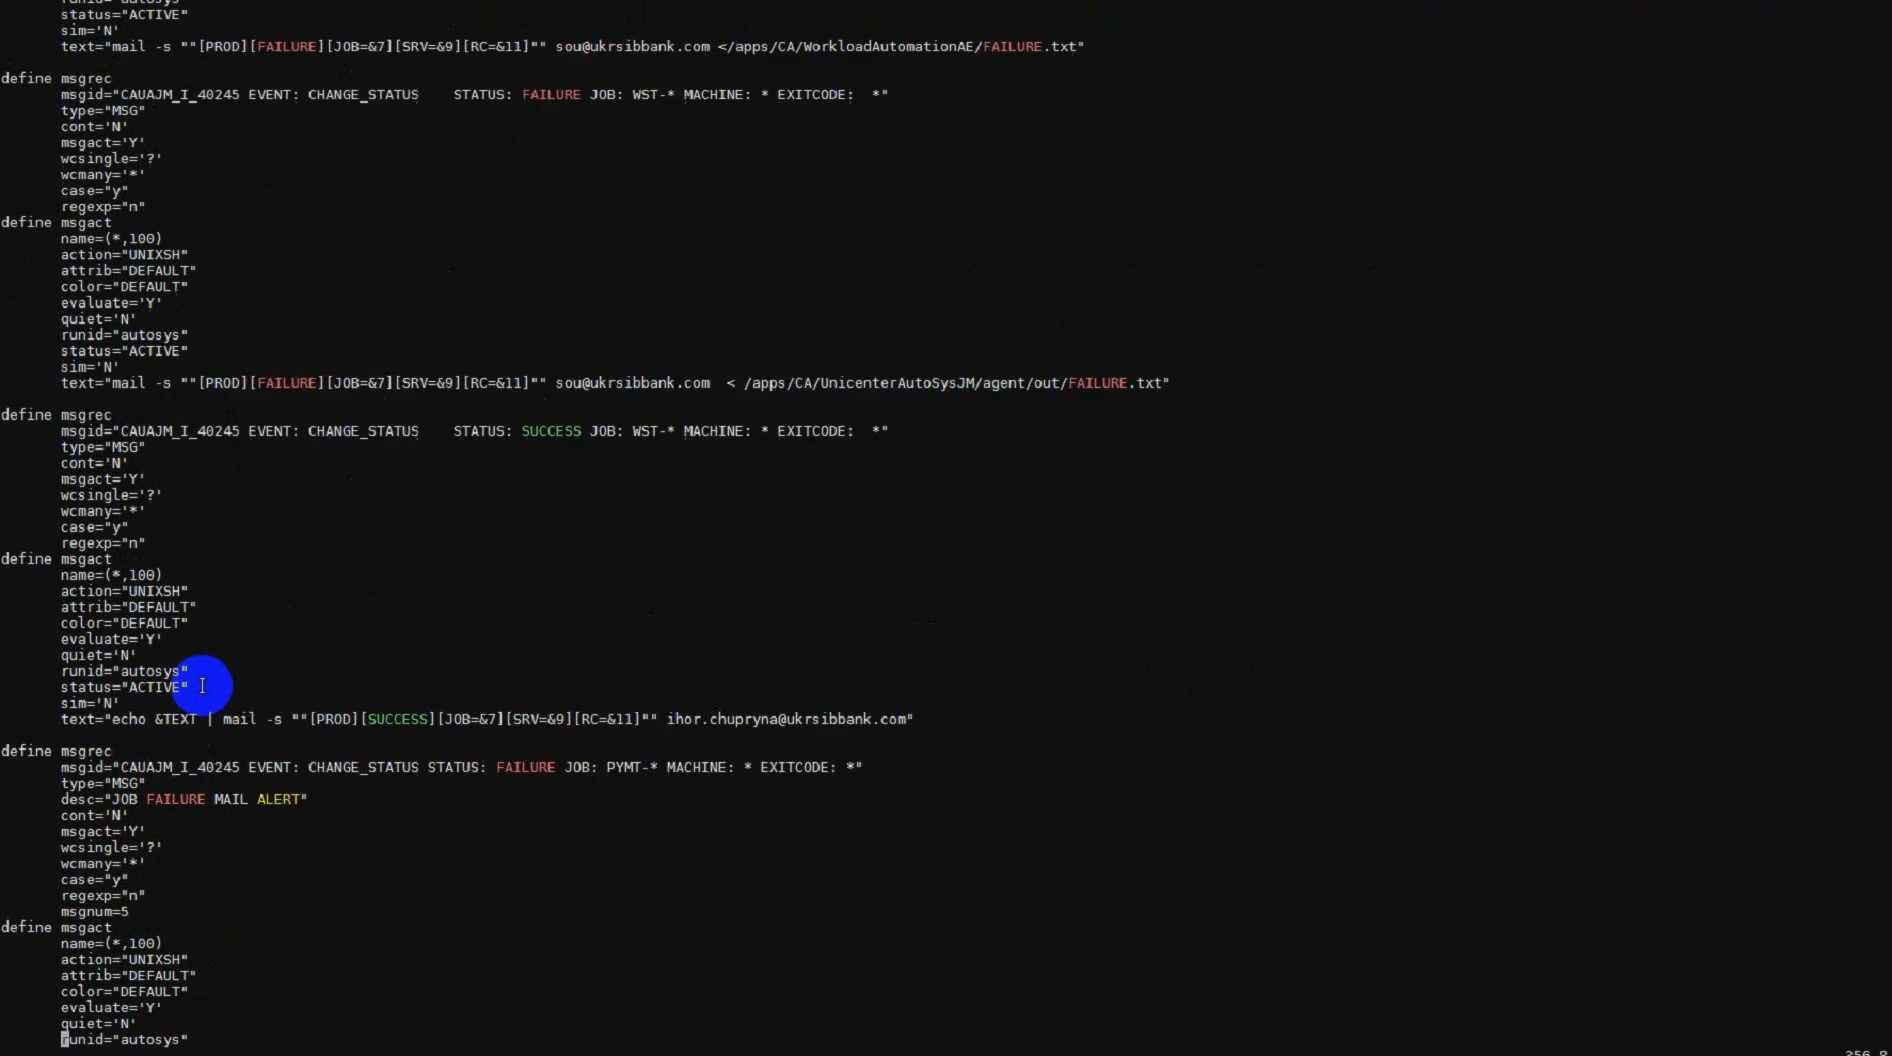 status="ACTIVE"
sim='N'
text="mail -s ""[PROD][FAILURE][JOB=&7][SRV=&9][RC=&11]"" sou@ukrsibbank.com </apps/CA/WorkloadAutomationAE/FAILURE.txt"
define msgrec
msgid="CAUAJM_I_40245 EVENT: CHANGE_STATUS    STATUS: FAILURE JOB: WST-* MACHINE: * EXITCODE:  *"
type="MSG"
cont='N'
msgact='Y'
wcsingle='?'
wcmany='*'
case="y"
regexp="n"
define msgact
name=(*,100)
action="UNIXSH"
attrib="DEFAULT"
color="DEFAULT"
evaluate='Y'
quiet='N'
runid="autosys"
status="ACTIVE"
sim='N'
text="mail -s ""[PROD][FAILURE][JOB=&7][SRV=&9][RC=&11]"" sou@ukrsibbank.com  < /apps/CA/UnicenterAutoSysJM/agent/out/FAILURE.txt"
define msgrec
msgid="CAUAJM_I_40245 EVENT: CHANGE_STATUS    STATUS: SUCCESS JOB: WST-* MACHINE: * EXITCODE:  *"
type="MSG"
cont='N'
msgact='Y'
wcsingle='?'
wcmany='*'
case="y"
regexp="n"
define msgact
name=(*,100)
action="UNIXSH"
attrib="DEFAULT"
color="DEFAULT"
evaluate='Y'
quiet='N'
runid="autosys"
status="ACTIVE"
sim='N'
text="echo &TEXT | mail -s ""[PROD][SUCCESS][JOB=&7][SRV=&9][RC=&11]"" ihor.chupryna@ukrsibbank.com"
define msgrec
msgid="CAUAJM_I_40245 EVENT: CHANGE_STATUS STATUS: FAILURE JOB: PYMT-* MACHINE: * EXITCODE: *"
type="MSG"
desc="JOB FAILURE MAIL ALERT"
cont='N'
msgact='Y'
wcsingle='?'
wcmany='*'
case="y"
regexp="n"
msgnum=5
define msgact
name=(*,100)
action="UNIXSH"
attrib="DEFAULT"
color="DEFAULT"
evaluate='Y'
quiet='N'
runid="autosys"